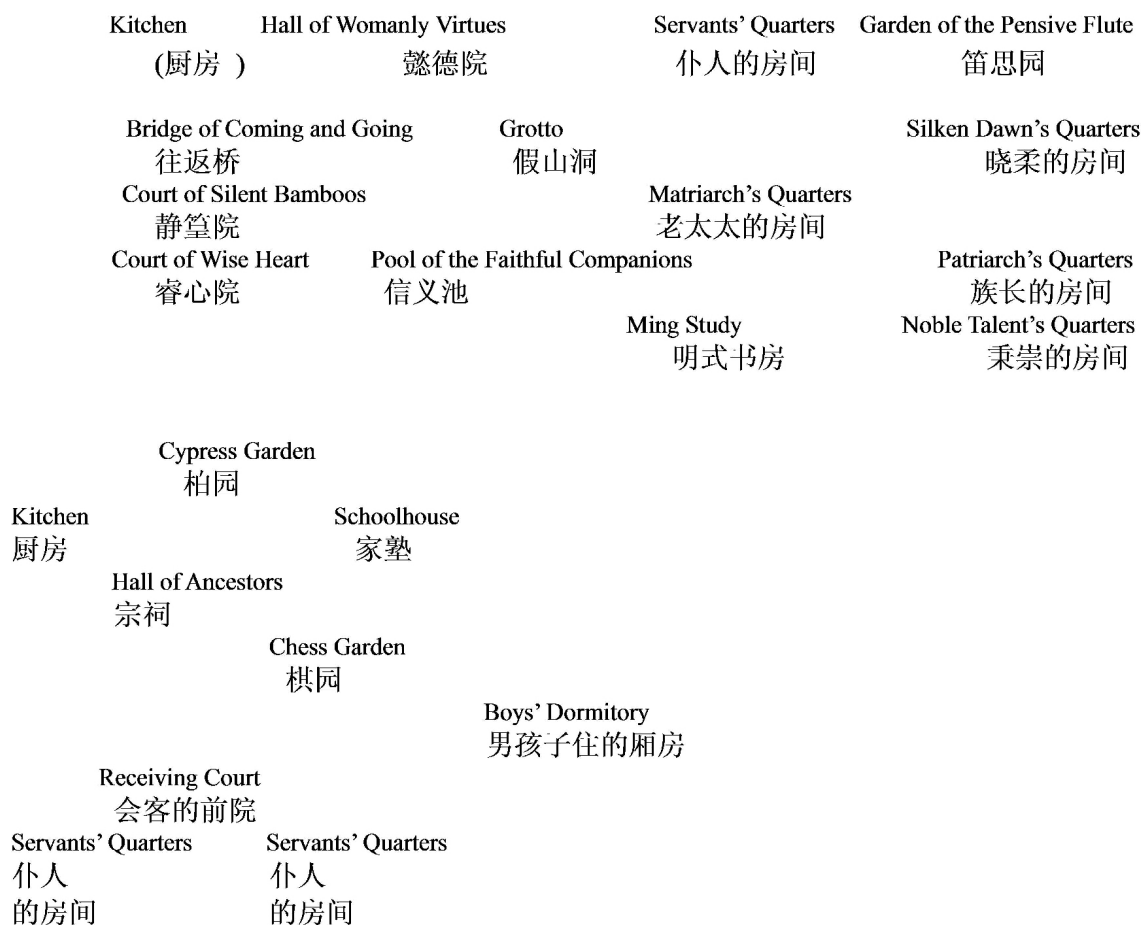 Kitchen Hall of Womanly Virtues Servants’ Quarters Garden of the Pensive Flute
(厨房 ) 懿德院 仆人的房间 笛思园
Bridge of Coming and Going Grotto Silken Dawn’s Quarters
往返桥 假山洞 晓柔的房间
Court of Silent Bamboos Matriarch’s Quarters
静篁院 老太太的房间
Court of Wise Heart Pool of the Faithful Companions Patriarch’s Quarters
睿心院 信义池 族长的房间
Ming Study Noble Talent’s Quarters
明式书房 秉崇的房间
Cypress Garden
柏园
Kitchen Schoolhouse
厨房 家塾
Hall of Ancestors
宗祠
Chess Garden
棋园
Boys’ Dormitory
男孩子住的厢房
Receiving Court
会客的前院
Servants’ Quarters Servants’ Quarters
仆人 仆人
的房间 的房间